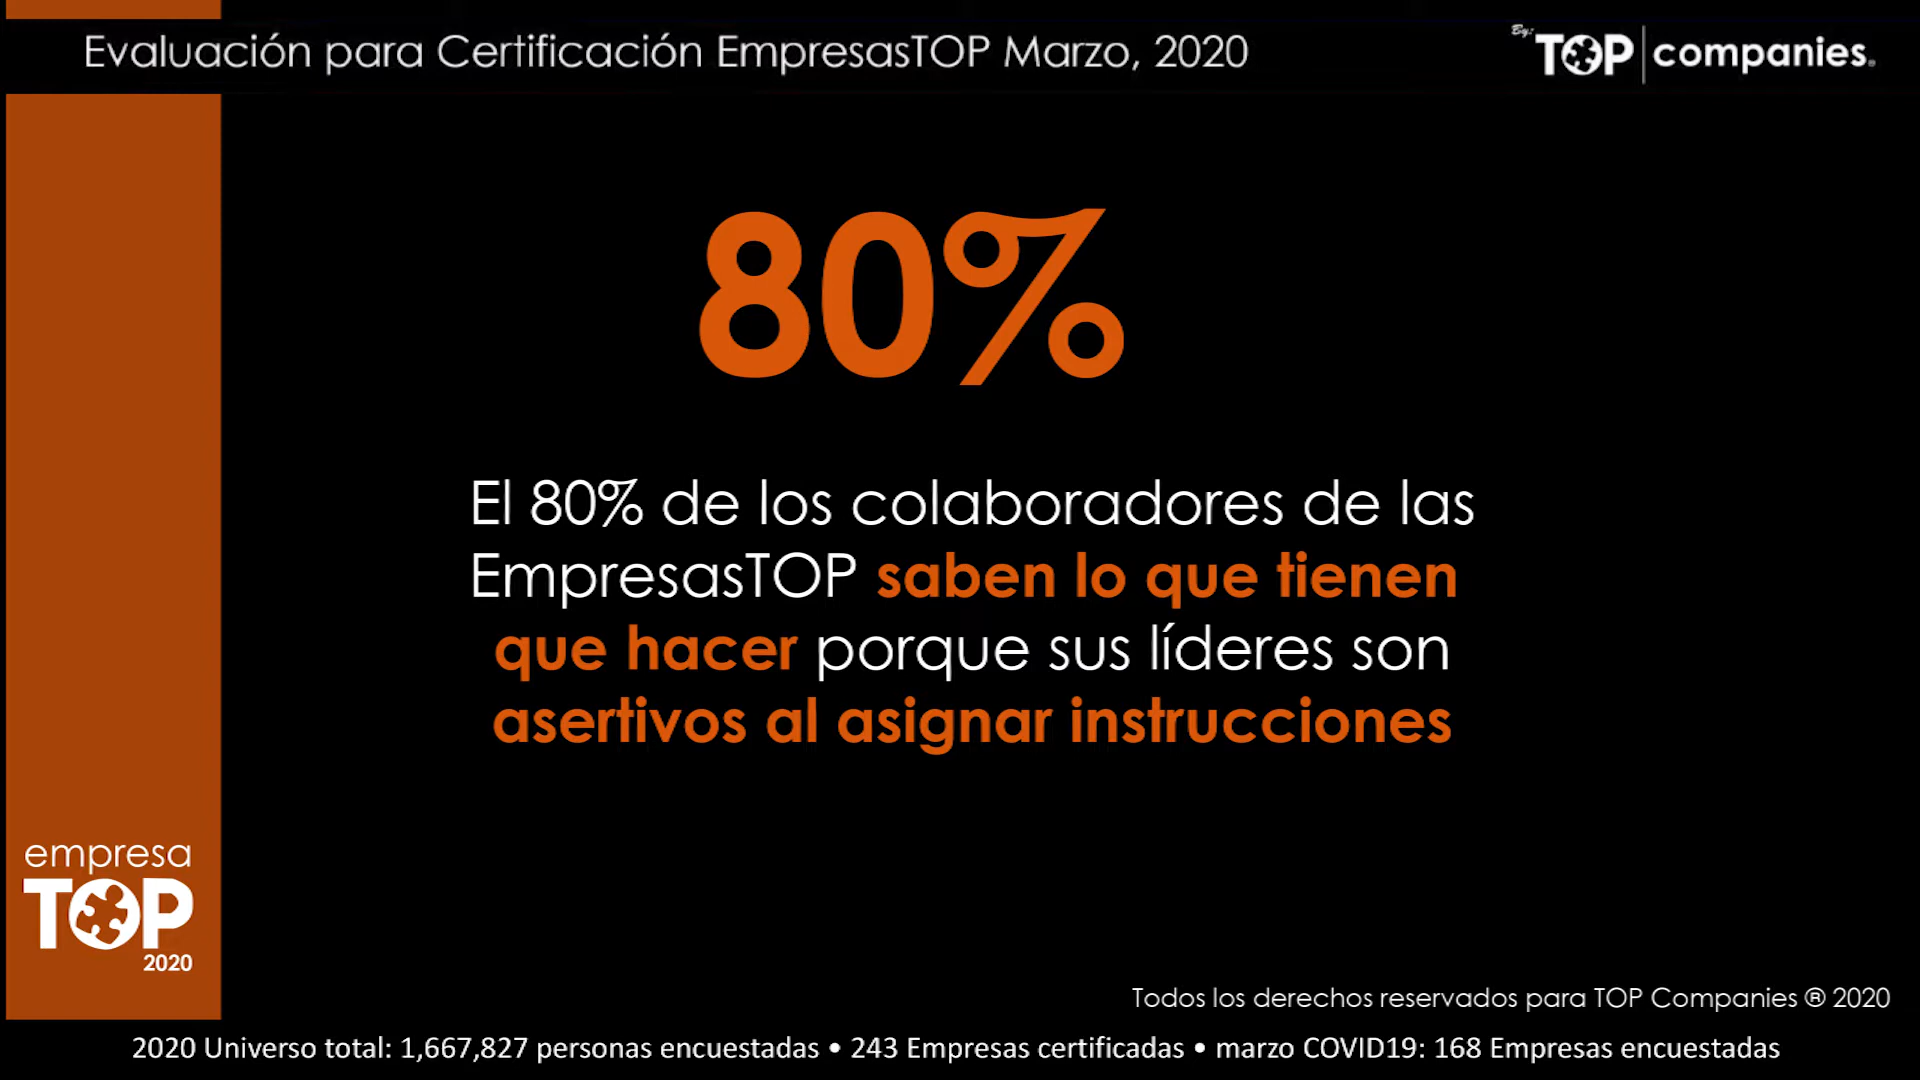 Evaluación para Certificación EmpresasTOP Marzo, 2020
By:
TOP companies®
80%
El 80% de los colaboradores de las
EmpresasTOP saben lo que tienen
que hacer porque sus líderes son
asertivos al asignar instrucciones
empresa
TOP
2020
Todos los derechos reservados para TOP Companies ® 2020
2020 Universo total: 1,667,827 personas encuestadas • 243 Empresas certificadas • marzo COVID19: 168 Empresas encuestadas